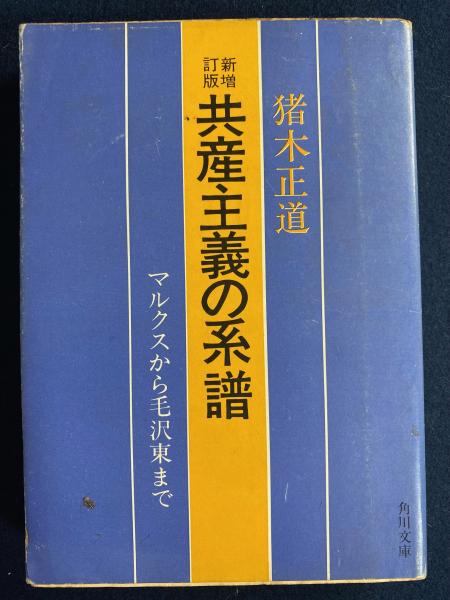 猪木正道
新増
訂版
共産主義の系譜
マルクスから毛沢東まで
角川文庫